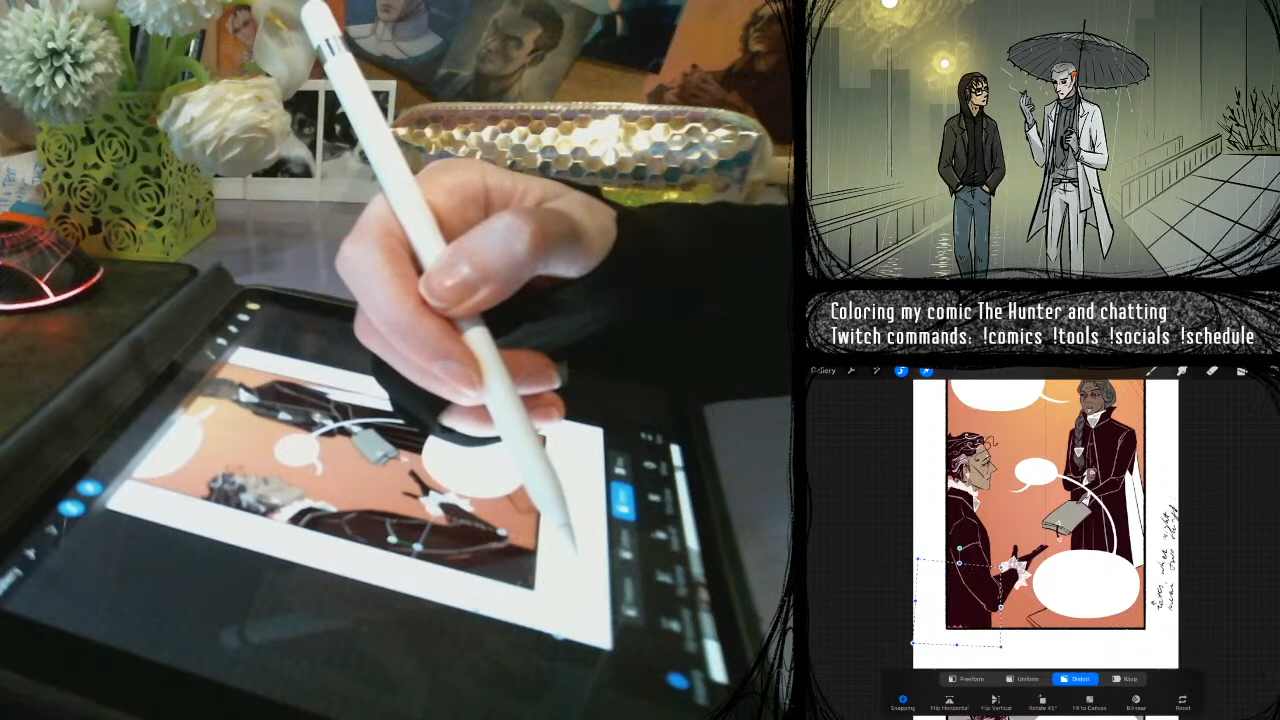 Coloring my comic The Hunter and chatting
Twitch commands: !comics !tools !socials !schedule
Gallery
Freeform
Uniform
Distort
Warp
Snapping
Flip Horizontal
Flip Vertical
Rotate 45°
Fit to Canvas
Bilinear
Reset